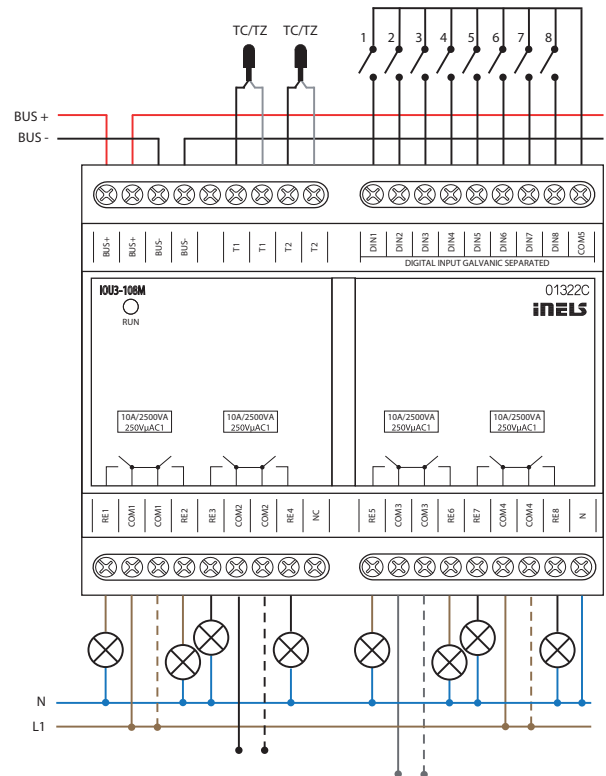 TC/TZ TC/TZ
1 2 3 4 5 6 7 8
BUS +
BUS -
BUS+ BUS+ BUS- BUS- T1 T1 T2 T2 DIN1 DIN2 DIN3 DIN4 DIN5 DIN6 DIN7 DIN8 COM5
DIGITAL INPUT GALVANIC SEPARATED
IOU3-108M
RUN
01322C
iNELS
10A/2500VA 10A/2500VA 10A/2500VA 10A/2500VA
250VµAC1 250VµAC1 250VµAC1 250VµAC1
RE1 COM1 COM1 RE2 RE3 COM2 COM2 RE4 NC RE5 COM3 COM3 RE6 RE7 COM4 COM4 RE8 N
N
L1